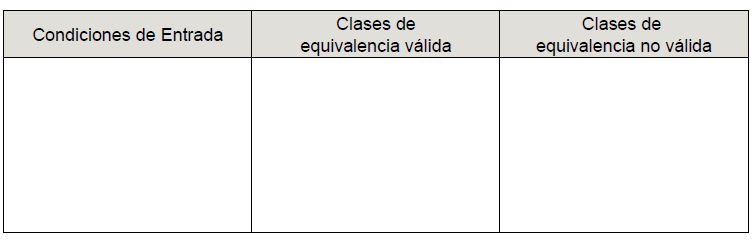 Condiciones de Entrada
Clases de
equivalencia válida
Clases de
equivalencia no válida